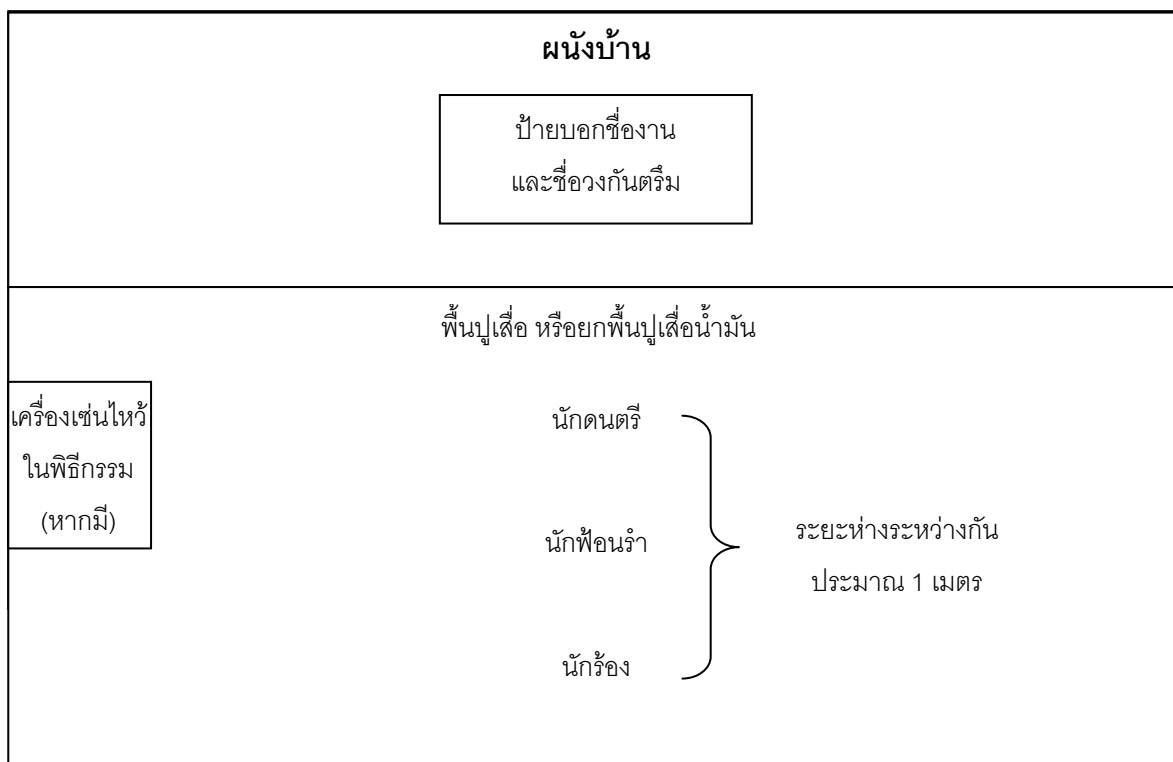 ผนังบ้าน
ป้ายบอกชื่องาน
และชื่อวงกันตรึม
พื้นปูเสื่อ หรือยกพื้นปูเสื่อน้ำมัน
เครื่องเซ่นไหว้
ในพิธีกรรม
(หากมี)
นักดนตรี
นักฟ้อนรำ
นักร้อง
ระยะห่างระหว่างกัน
ประมาณ 1 เมตร